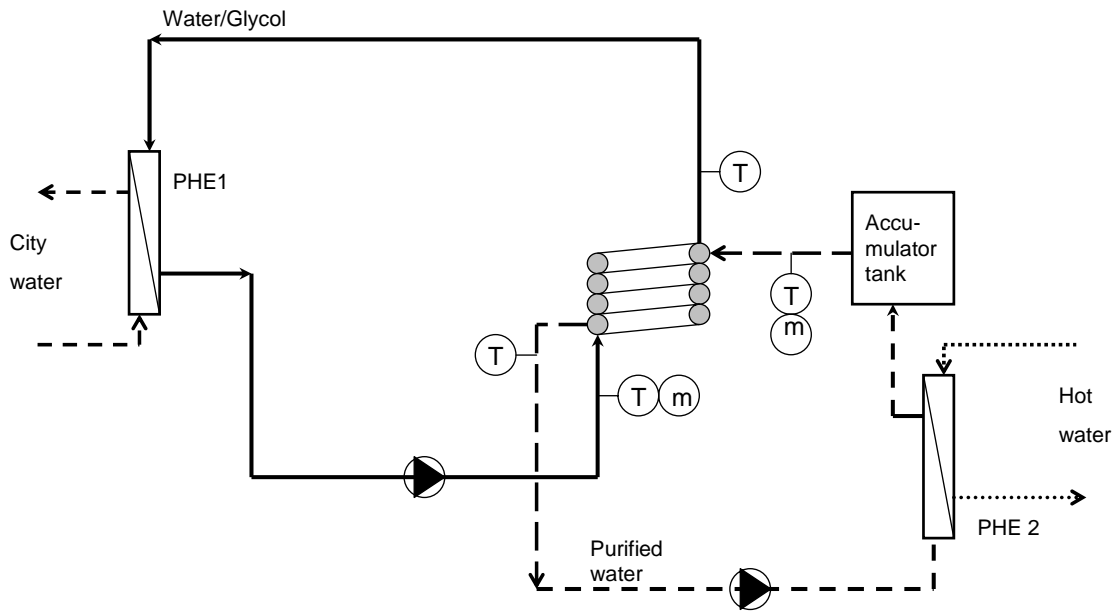 Water/Glycol
PHE1
T
City
water
Accu-
mulator
tank
T
m
T
T
m
Hot
water
PHE 2
Purified
water